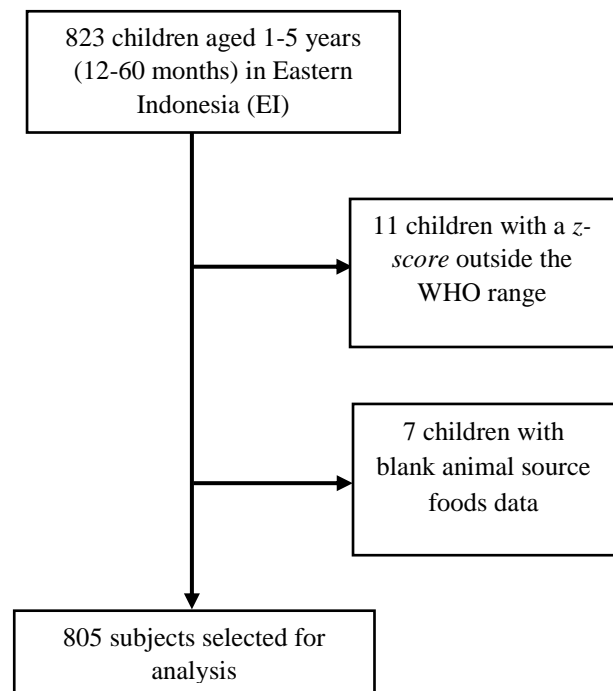 823 children aged 1-5 years
(12-60 months) in Eastern
Indonesia (EI)
11 children with a z-
score outside the
WHO range
7 children with
blank animal source
foods data
805 subjects selected for
analysis